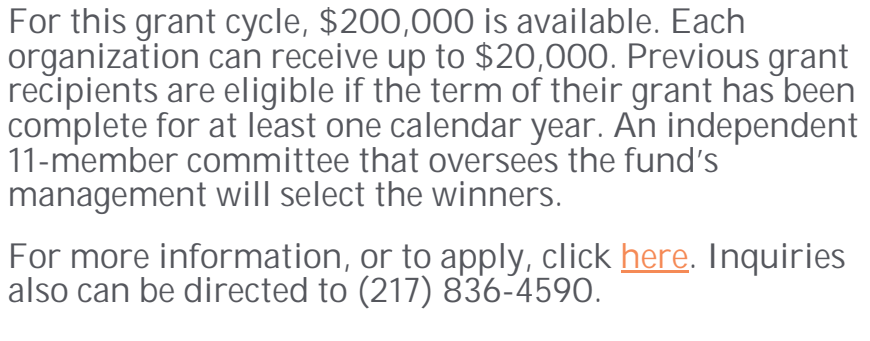 For this grant cycle, $200,000 is available. Each
organization can receive up to $20,000. Previous grant
recipients are eligible if the term of their grant has been
complete for at least one calendar year. An independent
11-member committee that oversees the fund's
management will select the winners.
For more information, or to apply, click here. Inquiries
also can be directed to (217) 836-4590.